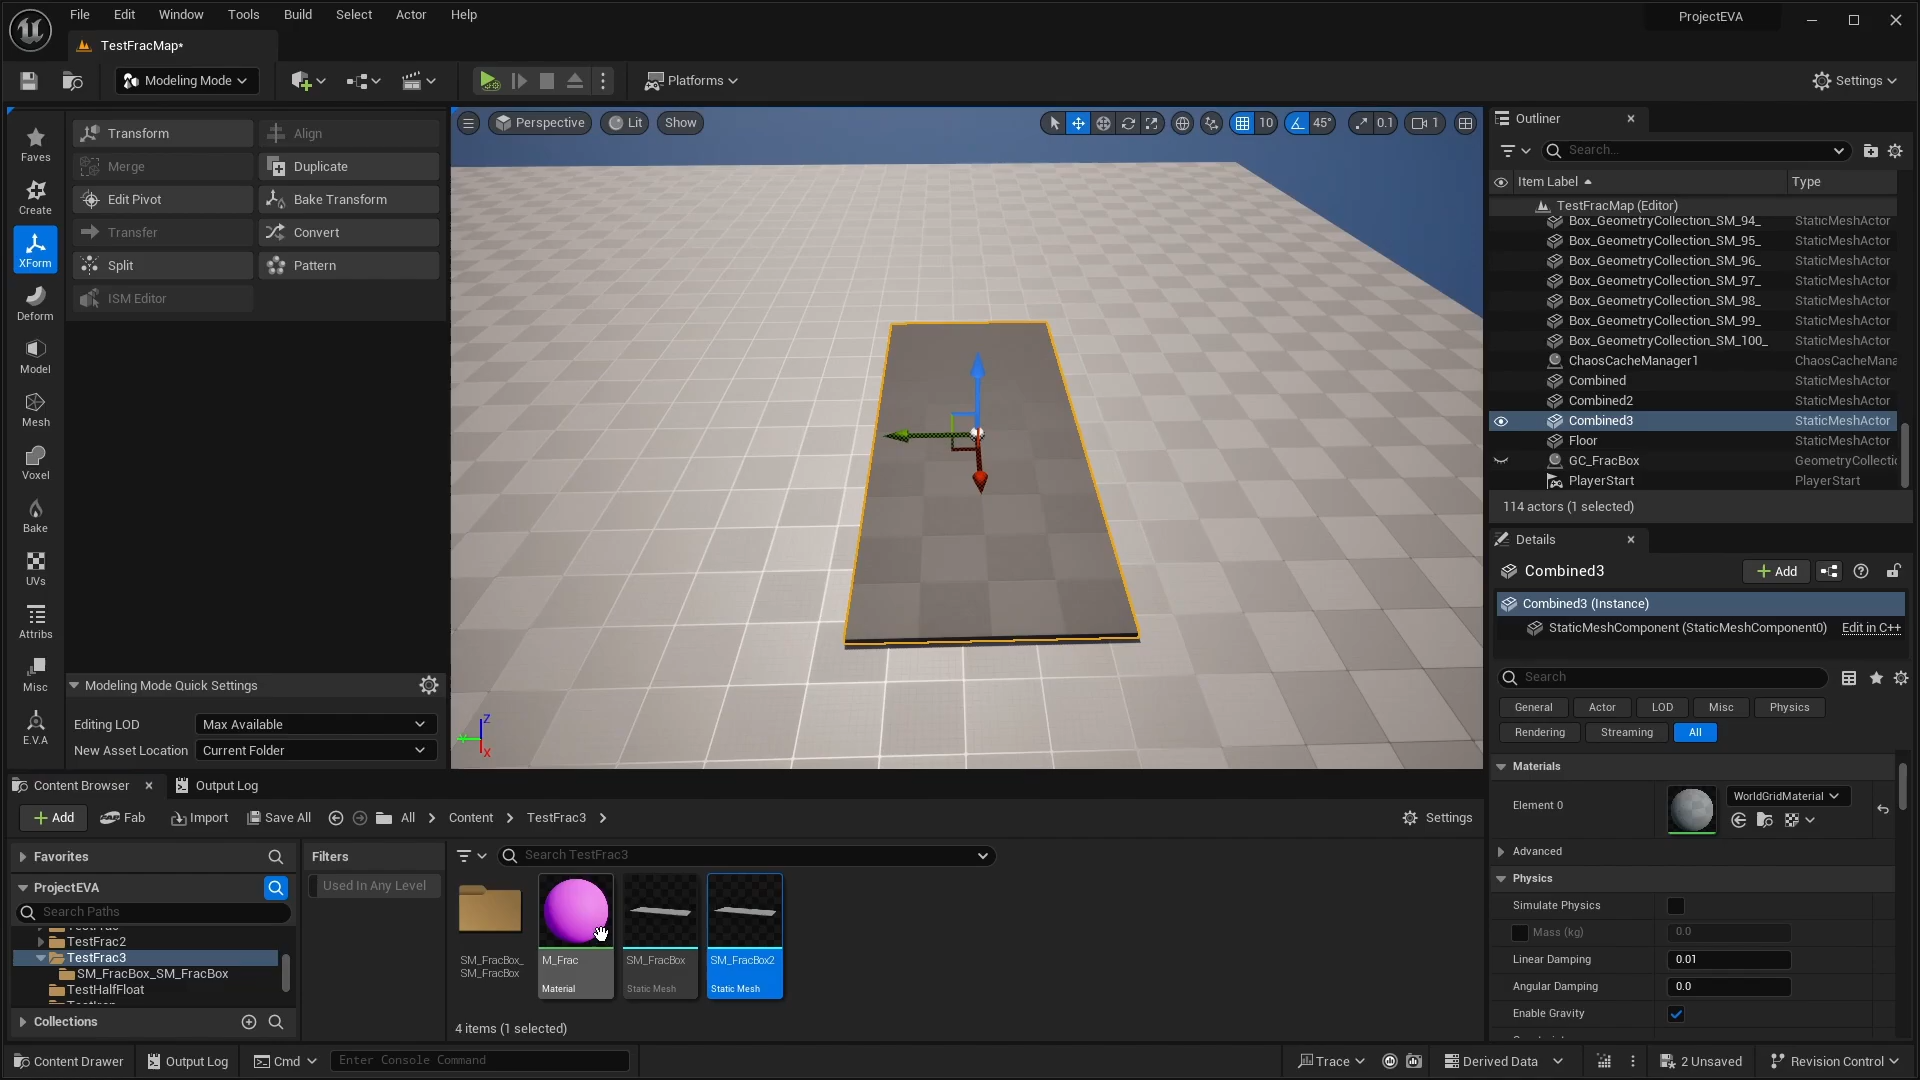 File Edit Window Tools Build Select Actor Help
ProjectEVA
TestFracMap*
Modeling Mode
Platforms
Settings
Faves
Create
XForm
Deform
Model
Mesh
Voxel
Bake
UVs
Attribs
Misc
E.V.A
Transform Align
Merge Duplicate
Edit Pivot Bake Transform
Transfer Convert
Split Pattern
ISM Editor
Modeling Mode Quick Settings
Editing LOD Max Available
New Asset Location Current Folder
Perspective Lit Show
10 45° 0.1 1
Z
Y
X
Outliner
Search...
Item Label Type
TestFracMap (Editor)
Box_GeometryCollection_SM_94_ StaticMeshActor
Box_GeometryCollection_SM_95_ StaticMeshActor
Box_GeometryCollection_SM_96_ StaticMeshActor
Box_GeometryCollection_SM_97_ StaticMeshActor
Box_GeometryCollection_SM_98_ StaticMeshActor
Box_GeometryCollection_SM_99_ StaticMeshActor
Box_GeometryCollection_SM_100_ StaticMeshActor
ChaosCacheManager1 ChaosCacheMana
Combined StaticMeshActor
Combined2 StaticMeshActor
Combined3 StaticMeshActor
Floor StaticMeshActor
GC_FracBox GeometryCollectic
PlayerStart PlayerStart
114 actors (1 selected)
Details
Combined3
Add
Combined3 (Instance)
StaticMeshComponent (StaticMeshComponent0) Edit in C++
Search
General Actor LOD Misc Physics
Rendering Streaming All
Materials
Element 0 WorldGridMaterial
Advanced
Physics
Simulate Physics
Mass (kg) 0.0
Linear Damping 0.01
Angular Damping 0.0
Enable Gravity
Content Browser Output Log
Add Fab Import Save All All Content TestFrac3 Settings
Favorites
ProjectEVA
Search Paths
TestFrac2
TestFrac3
SM_FracBox_SM_FracBox
TestHalfFloat
Collections
Filters
Used In Any Level
Search TestFrac3
SM_FracBox_
SM_FracBox
M_Frac
Material
SM_FracBox
Static Mesh
SM_FracBox2
Static Mesh
4 items (1 selected)
Content Drawer Output Log Cmd Enter Console Command Trace Derived Data 2 Unsaved Revision Control